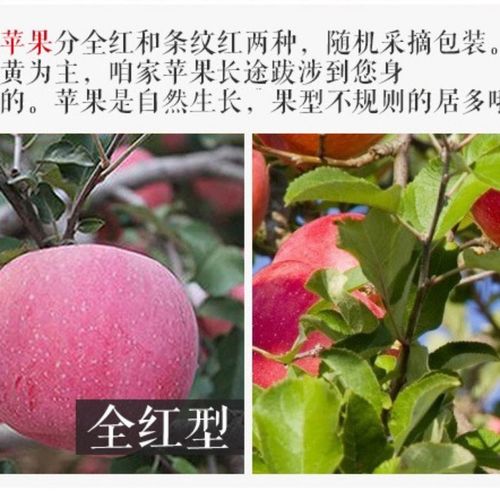 苹果分全红和条纹红两种，随机采摘包装。
黄为主，咱家苹果长途跋涉到您身
的。苹果是自然生长，果型不规则的居多哦
全红型